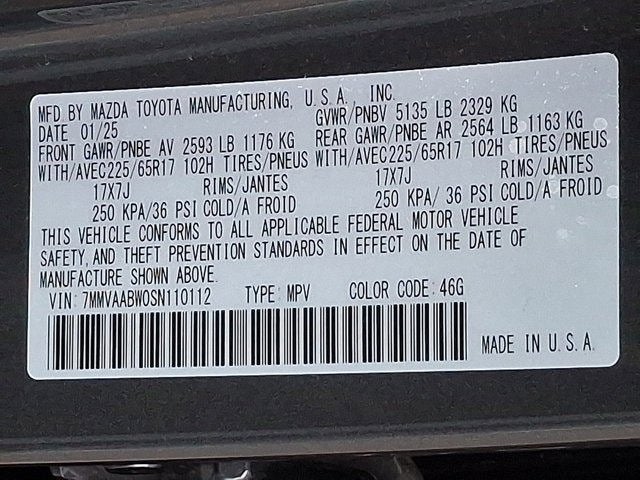 MFD BY MAZDA TOYOTA MANUFACTURING, U.S.A. INC.
DATE 01/25 GVWR/PNBV 5135 LB 2329 KG
FRONT GAWR/PNBE AV 2593 LB 1176 KG REAR GAWR/PNBE AR 2564 LB 1163 KG
WITH/AVEC225/65R17 102H TIRES/PNEUS WITH/AVEC225/65R17 102H TIRES/PNEUS
17X7J RIMS/JANTES 17X7J RIMS/JANTES
250 KPA/36 PSI COLD/A FROID 250 KPA/ 36 PSI COLD/A FROID
THIS VEHICLE CONFORMS TO ALL APPLICABLE FEDERAL MOTOR VEHICLE
SAFETY, AND THEFT PREVENTION STANDARDS IN EFFECT ON THE DATE OF
MANUFACTURE SHOWN ABOVE.
VIN: 7MMVAABW0SN110112 TYPE: MPV COLOR CODE: 46G
MADE IN U.S.A.